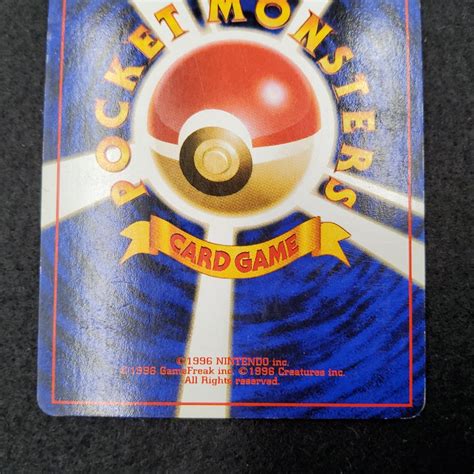 POCKET MONSTERS
CARD GAME
©1996 NINTENDO inc.
©1996 GameFreak inc. ©1996 Creatures inc.
All Rights reserved.